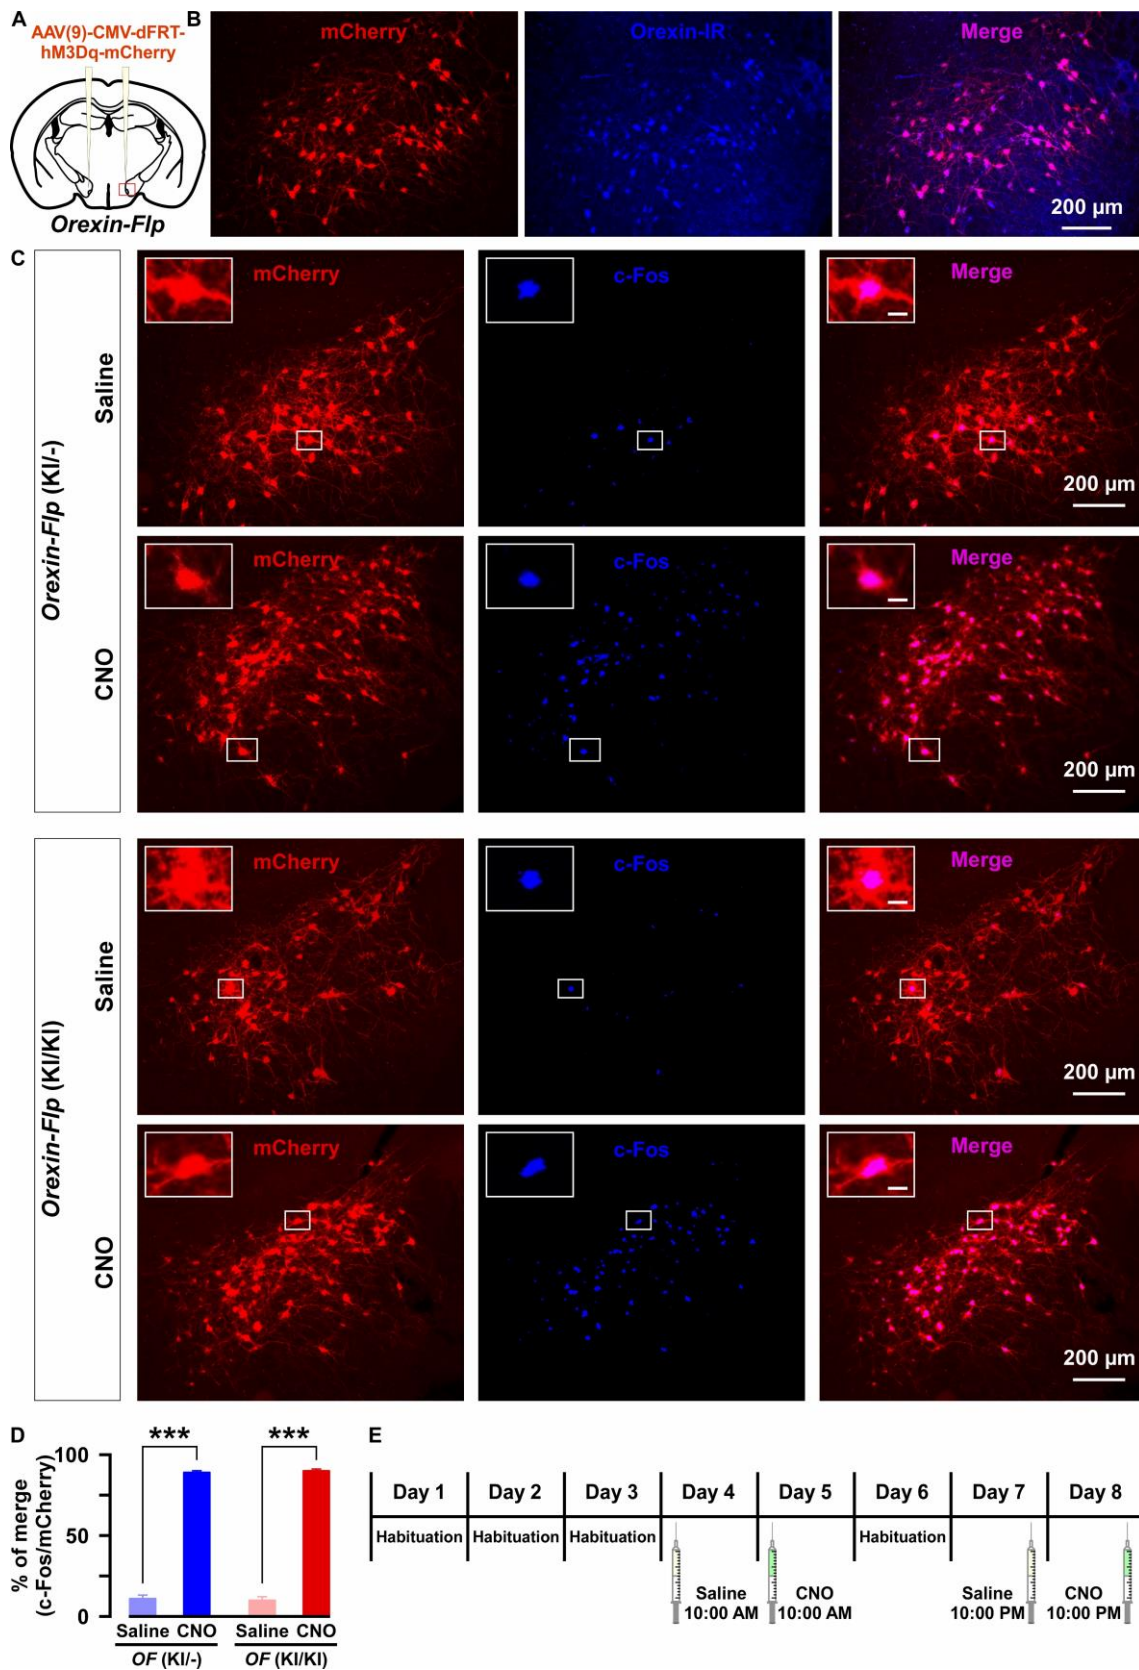 A
AAV(9)-CMV-dFRT-
hM3Dq-mCherry
Orexin-Flp
B
mCherry
Orexin-IR
Merge
200 µm
C
Orexin-Flp (KI/-)
Saline
mCherry
c-Fos
Merge
200 µm
CNO
mCherry
c-Fos
Merge
200 µm
Orexin-Flp (KI/KI)
Saline
mCherry
c-Fos
Merge
200 µm
CNO
mCherry
c-Fos
Merge
200 µm
D
% of merge
(c-Fos/mCherry)
100
50
0
***
***
Saline CNO
Saline CNO
OF (KI/-)
OF (KI/KI)
E
Day 1 Day 2 Day 3 Day 4 Day 5 Day 6 Day 7 Day 8
Habituation Habituation Habituation Habituation
Saline
10:00 AM
CNO
10:00 AM
Saline
10:00 PM
CNO
10:00 PM